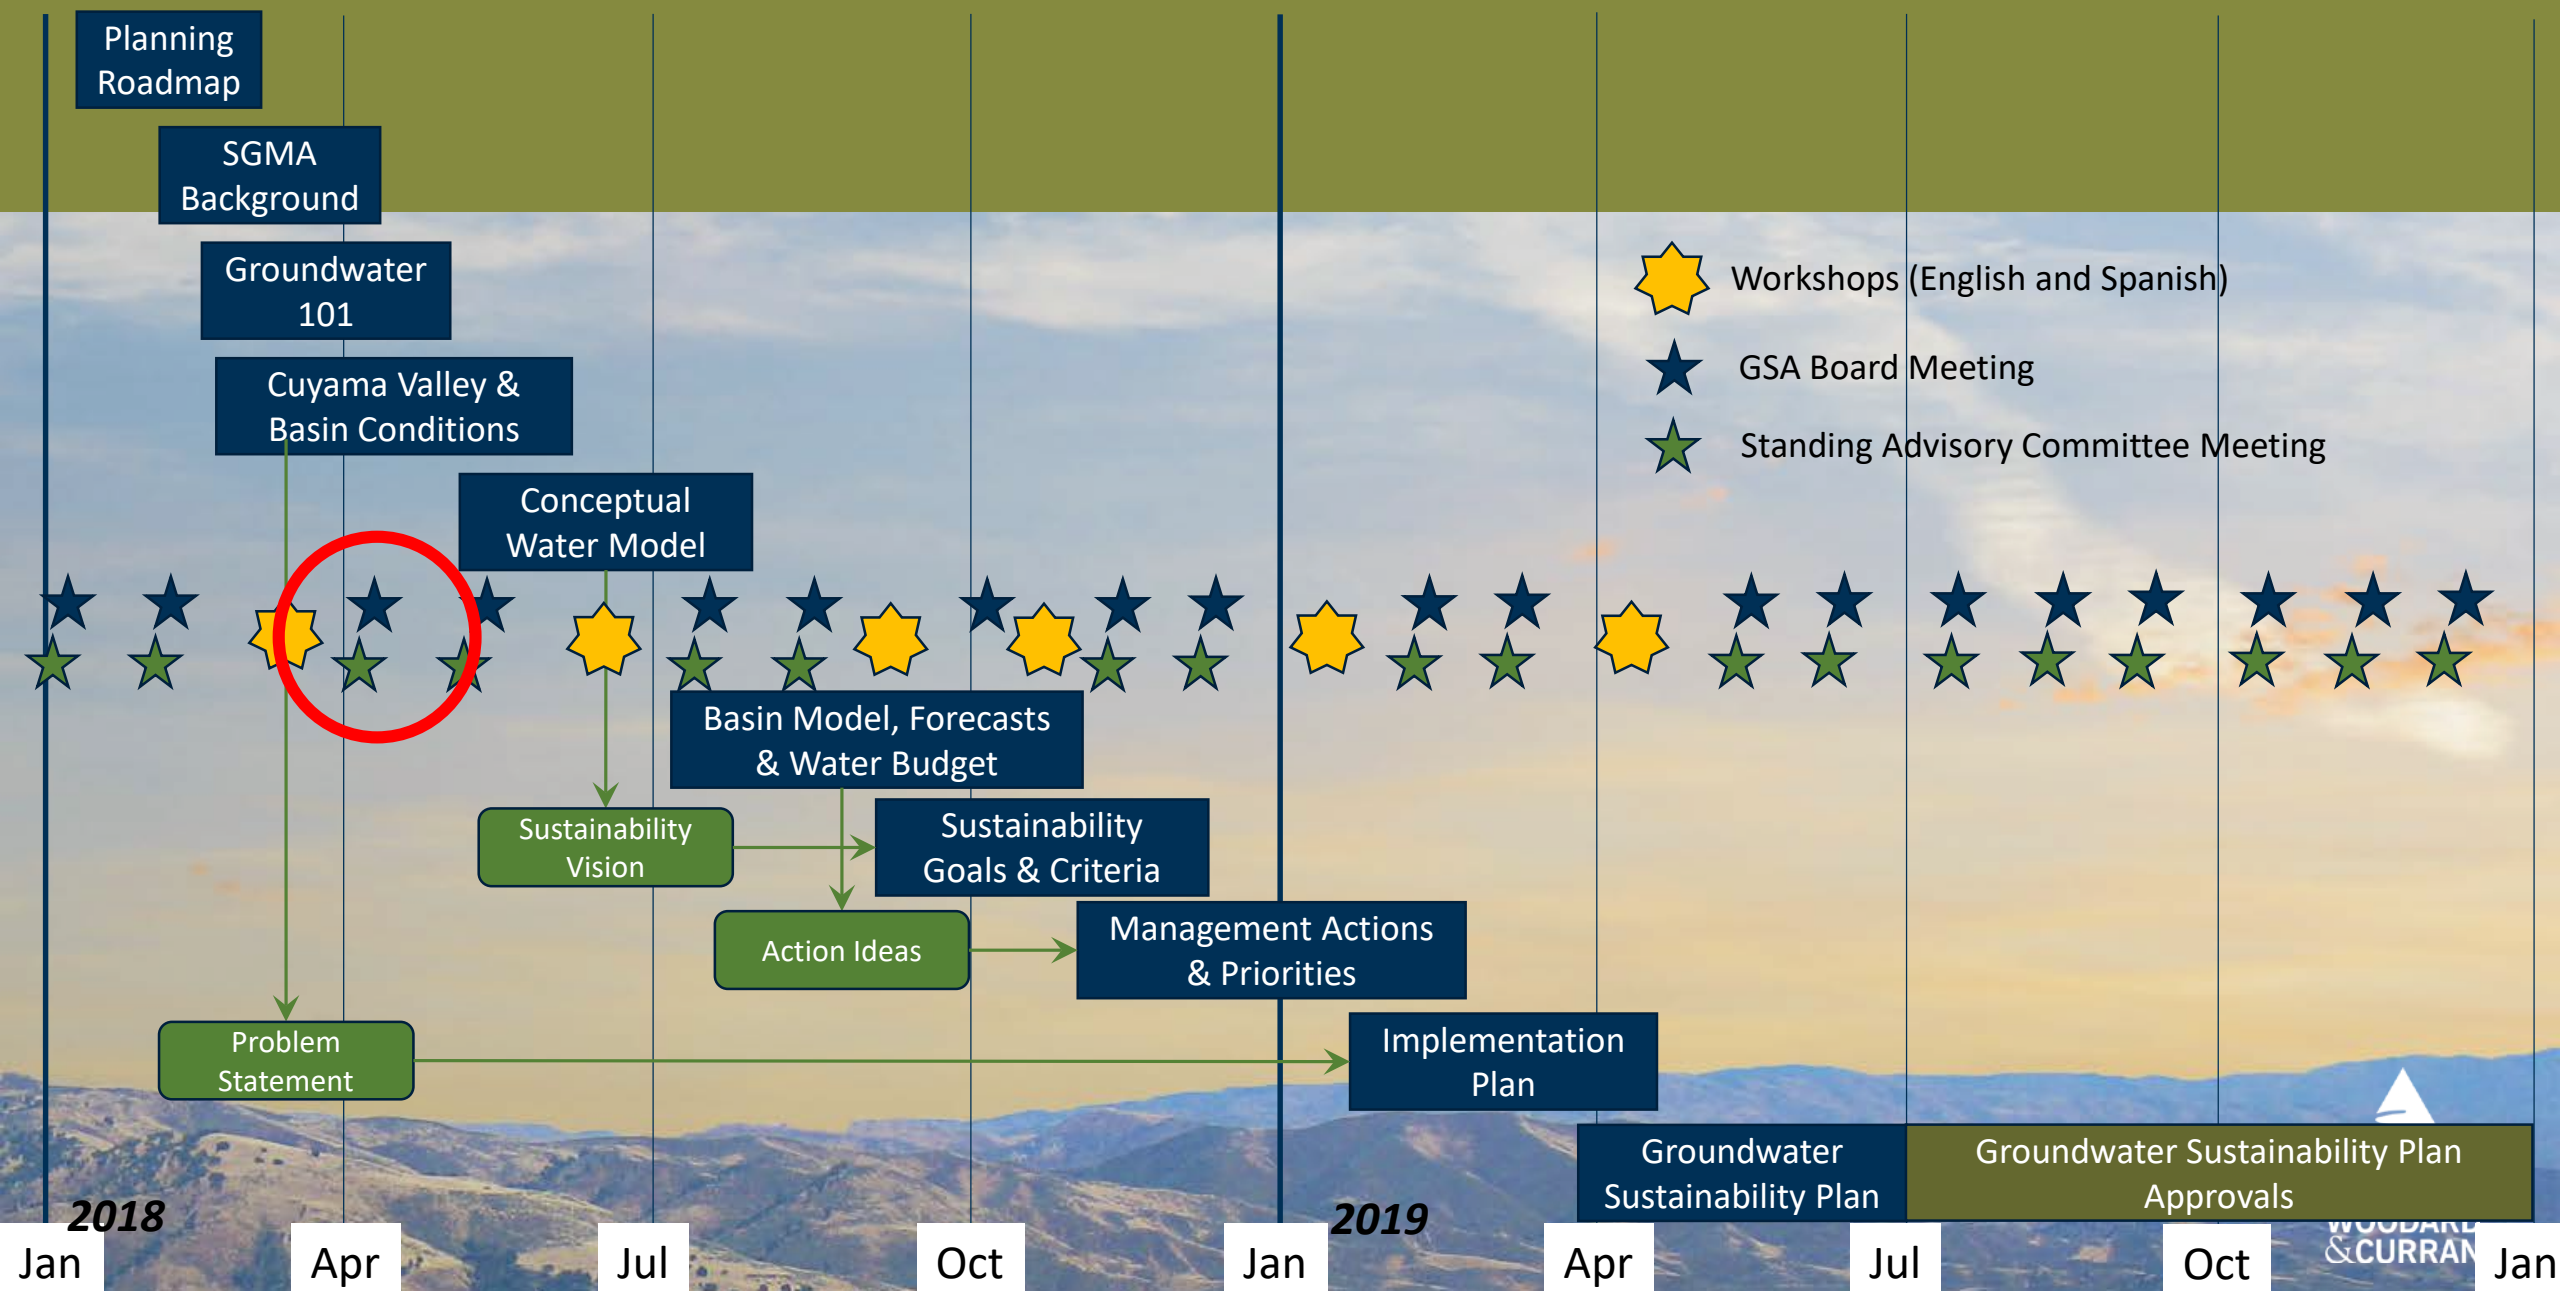 Planning
Roadmap
SGMA
Background
Groundwater
101
Cuyama Valley &
Basin Conditions
Conceptual
Water Model
Workshops (English and Spanish)
GSA Board Meeting
Standing Advisory Committee Meeting
Basin Model, Forecasts
& Water Budget
Sustainability
Vision
Sustainability
Goals & Criteria
Action Ideas
Management Actions
& Priorities
Problem
Statement
Implementation
Plan
Groundwater
Sustainability Plan
Groundwater Sustainability Plan
Approvals
2018
2019
WOODARD
&CURRAN
Jan
Apr
Jul
Oct
Jan
Apr
Jul
Oct
Jan